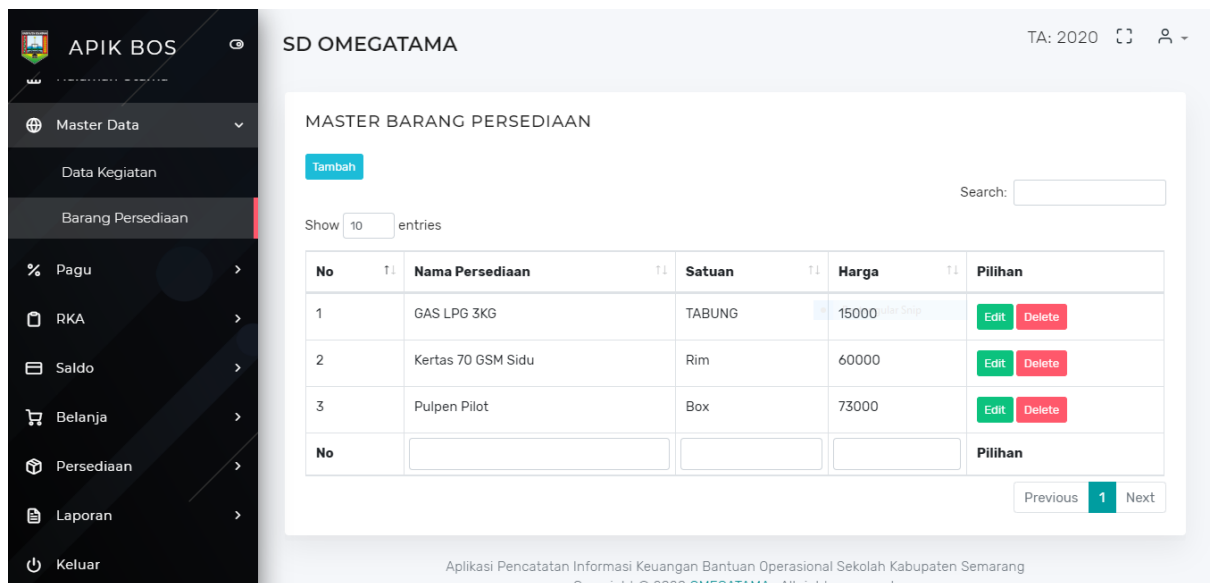 APIK BOS
SD OMEGATAMA
TA: 2020
Master Data
Data Kegiatan
Barang Persediaan
Pagu
RKA
Saldo
Belanja
Persediaan
Laporan
Keluar
MASTER BARANG PERSEDIAAN
Tambah
Search:
Show 10 entries
No Nama Persediaan Satuan Harga Pilihan
1 GAS LPG 3KG TABUNG 15000 Edit Delete
2 Kertas 70 GSM Sidu Rim 60000 Edit Delete
3 Pulpen Pilot Box 73000 Edit Delete
No Pilihan
Previous 1 Next
Aplikasi Pencatatan Informasi Keuangan Bantuan Operasional Sekolah Kabupaten Semarang